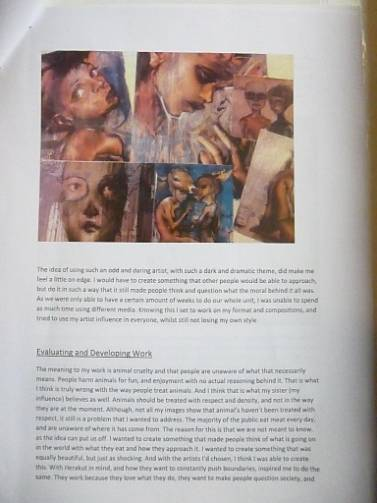 The idea of using such an odd and daring artist, with such a dark and dramatic theme, did make me
feel a little on edge. I would have to create something that other people would be able to approach,
but do it in such a way that it still made people think and question what the moral behind it all was.
As we were only able to have a certain amount of weeks to do our whole unit, I was unable to spend
as much time using different media. Knowing this I set to work on my format and compositions, and
tried to use my artist influence in everyone, whilst still not losing my own style
Evaluating and Developing Work
The meaning to my work is animal cruelty and that people are unaware of what that necessarily
means. People harm animals for fun, and enjoyment with no actual reasoning behind it. That is what
I think is truly wrong with the way people treat animals. And I think that is what my sister (my
influence) believes as well. Animals should be treated with respect and density, and not in the way
they are at the moment. Although, not all my images show that animal's haven't been treated with
respect, it still is a problem that I wanted to address. The majority of the public eat meat every day,
and are unaware of where it has come from. The reason for this is that we are not meant to know,
as the idea can put us off. I wanted to create something that made people think of what is going on
in the world with what they eat and how they approach it. I wanted to create something that was
equally beautiful, but just as shocking. And with the artists I'd chosen, I think I was able to create
this. With Herakut in mind, and how they want to constantly push boundaries, inspired me to do the
same. They work because they love what they do, they want to make people question society, and